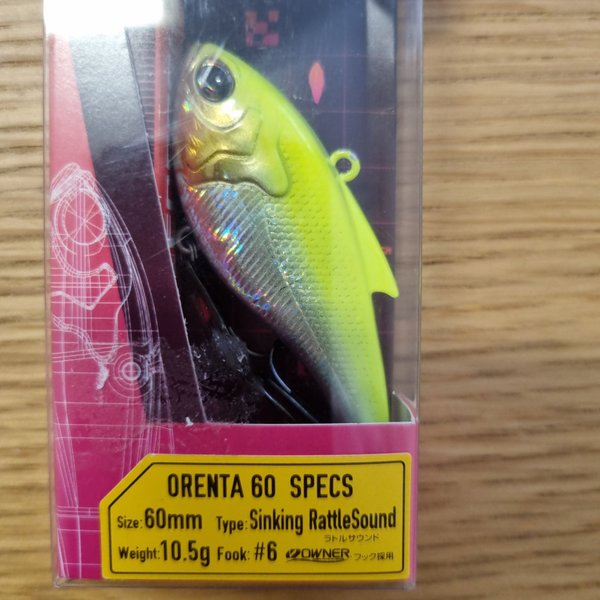 ORENTA 60 SPECS
Size:60mm Type:Sinking RattleSound
ラトルサウンド
Weight:10.5g Fook:#6 OWNER フック採用